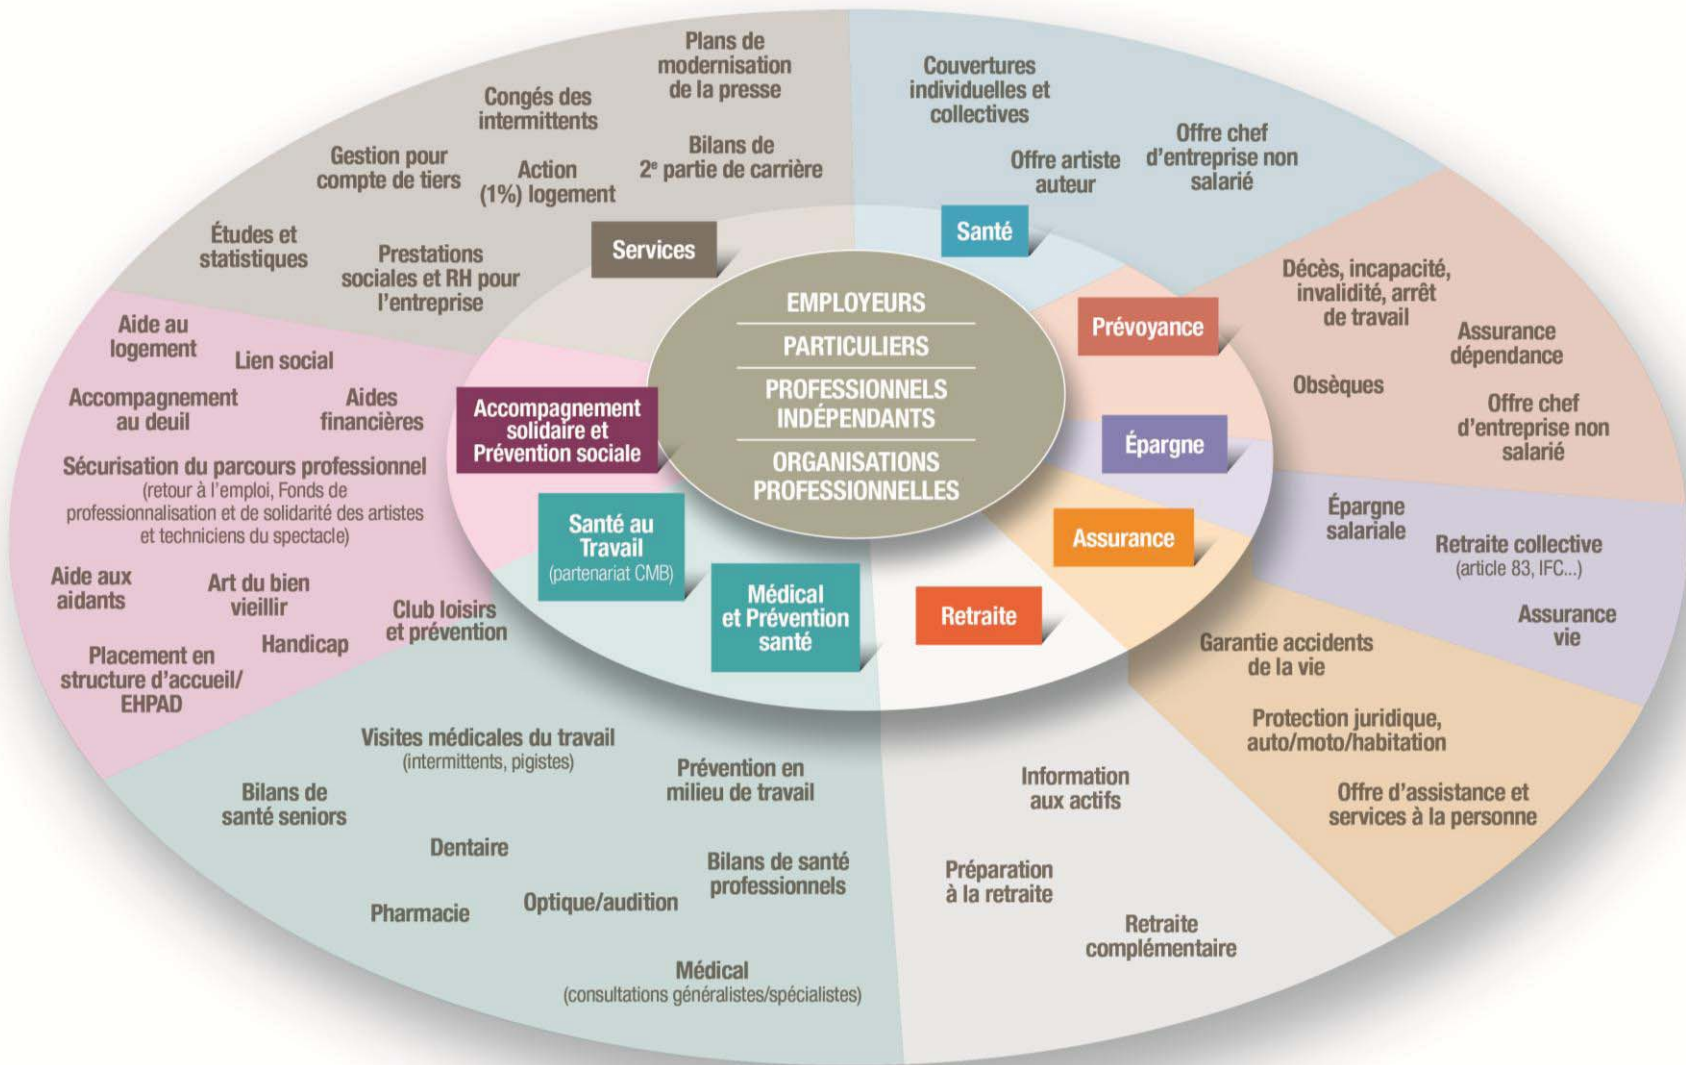 Plans de
modernisation
de la presse
Congés des
intermittents
Bilans de
2e partie de carrière
Gestion pour
compte de tiers
Action
(1%) logement
Études et
statistiques
Prestations
sociales et RH pour
l'entreprise
Services
Couvertures
individuelles et
collectives
Offre artiste
auteur
Offre chef
d'entreprise non
salarié
Santé
Décès, incapacité,
invalidité, arrêt
de travail
Assurance
dépendance
Obsèques
Offre chef
d'entreprise non
salarié
Prévoyance
EMPLOYEURS
PARTICULIERS
PROFESSIONNELS
INDÉPENDANTS
ORGANISATIONS
PROFESSIONNELLES
Épargne
Épargne
salariale
Retraite collective
(article 83, IFC...)
Assurance
vie
Assurance
Garantie accidents
de la vie
Protection juridique,
auto/moto/habitation
Offre d'assistance et
services à la personne
Retraite
Information
aux actifs
Préparation
à la retraite
Retraite
complémentaire
Accompagnement
solidaire et
Prévention sociale
Aide au
logement
Lien social
Accompagnement
au deuil
Aides
financières
Sécurisation du parcours professionnel
(retour à l'emploi, Fonds de
professionnalisation et de solidarité des artistes
et techniciens du spectacle)
Aide aux
aidants
Art du bien
vieillir
Club loisirs
et prévention
Handicap
Placement en
structure d'accueil/
EHPAD
Santé au
Travail
(partenariat CMB)
Médical
et Prévention
santé
Visites médicales du travail
(intermittents, pigistes)
Prévention en
milieu de travail
Bilans de
santé seniors
Dentaire
Bilans de santé
professionnels
Optique/audition
Pharmacie
Médical
(consultations généralistes/spécialistes)